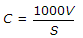 C = 1000V / S